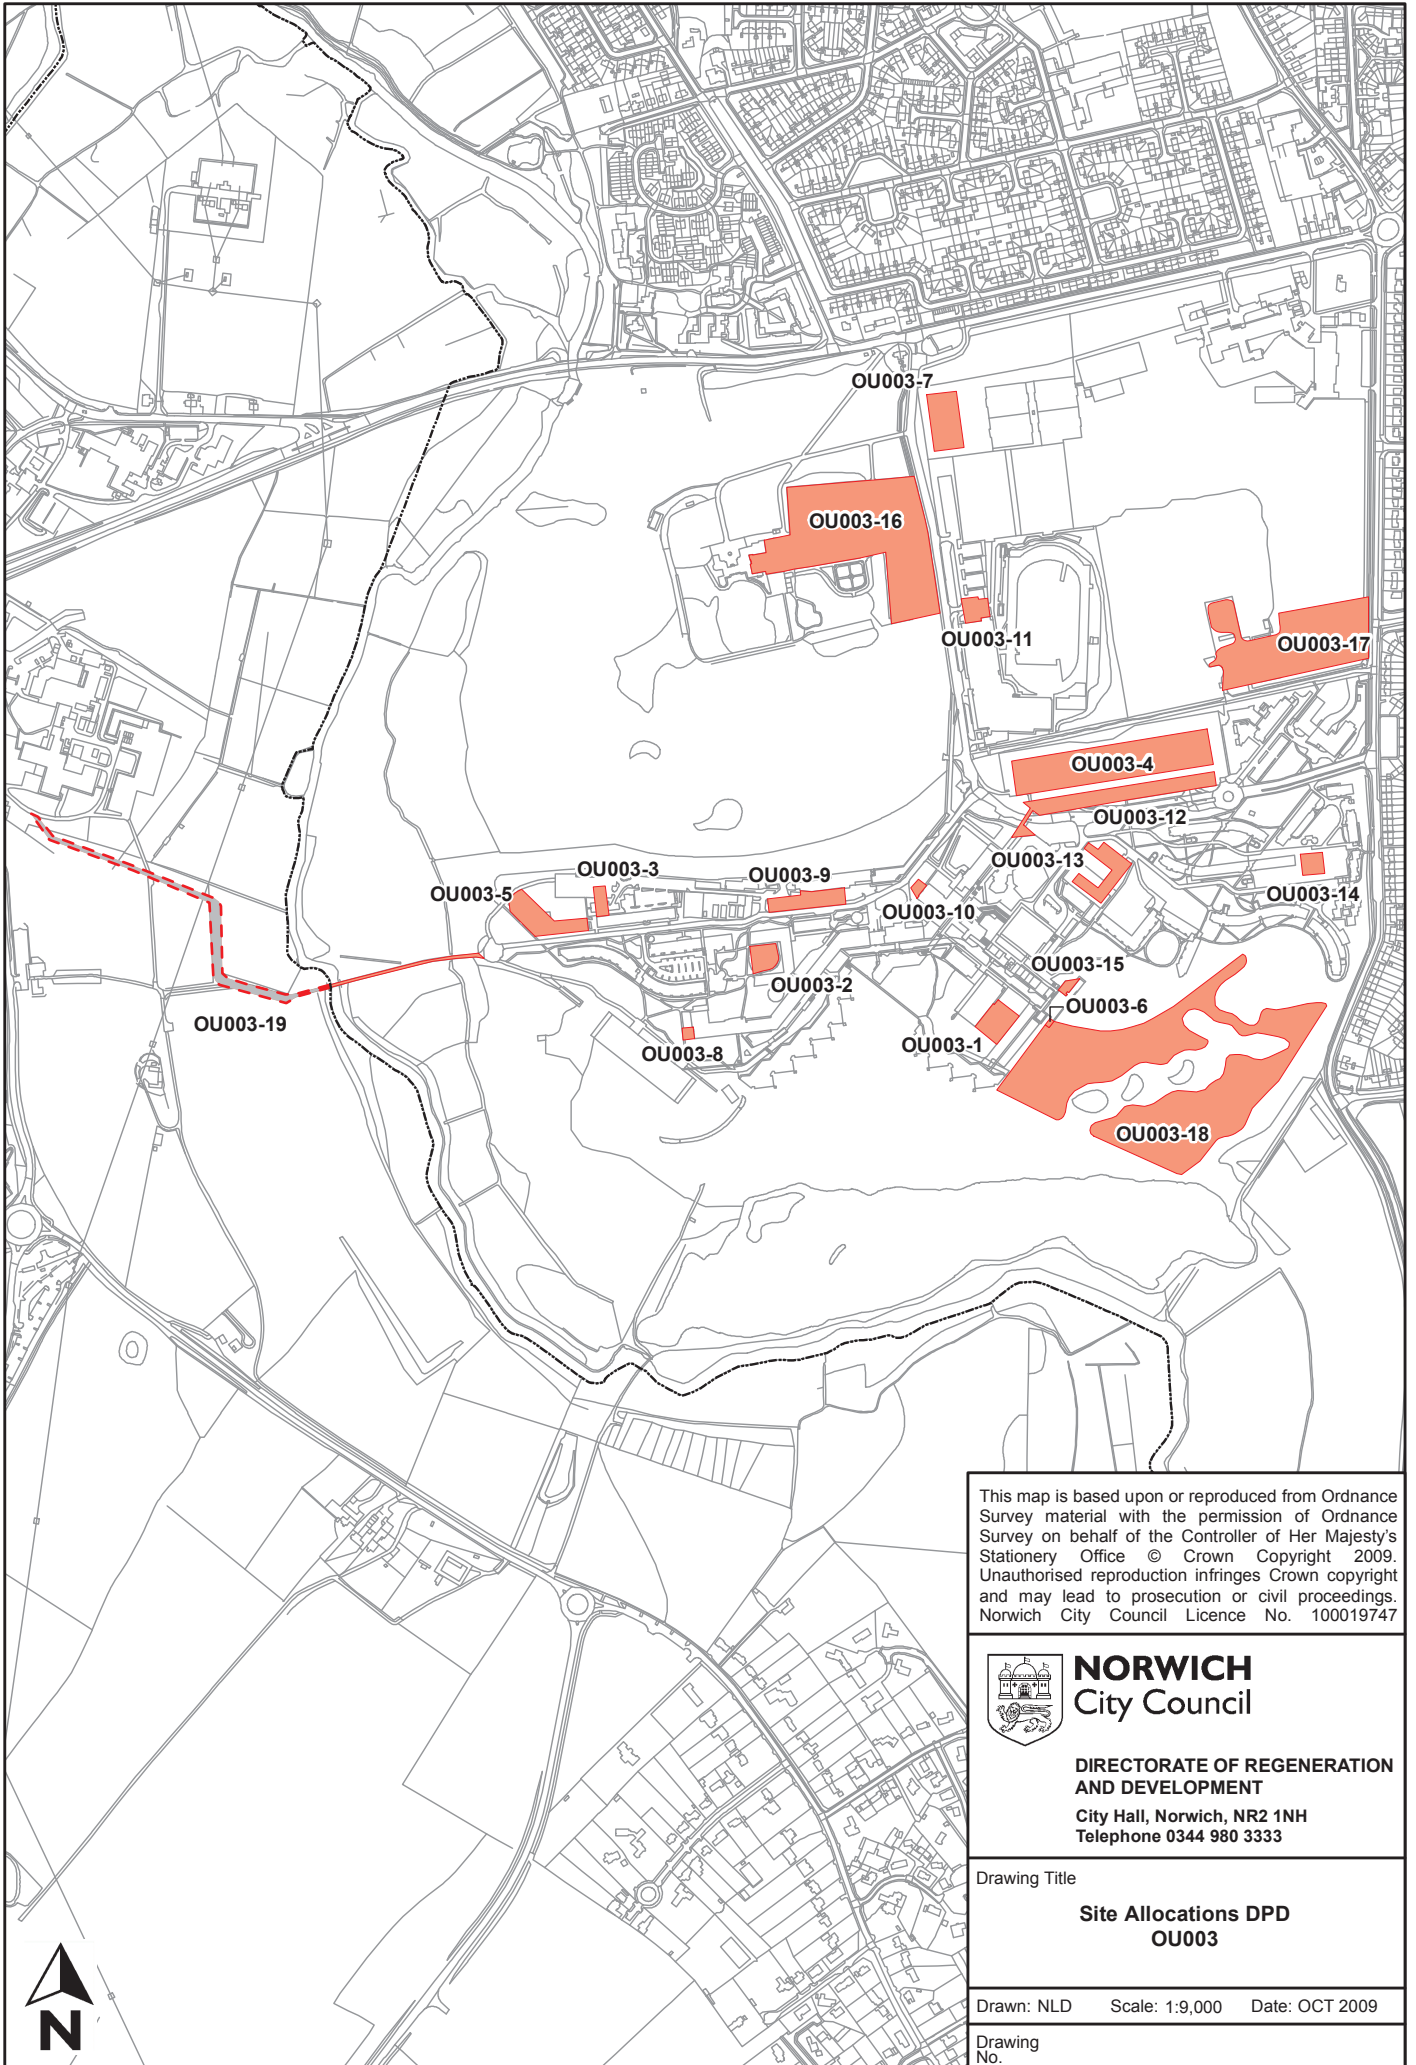 OU003-7
OU003-16
OU003-11
OU003-17
OU003-4
OU003-12
OU003-13
OU003-3
OU003-9
OU003-5
OU003-10
OU003-14
OU003-15
OU003-2
OU003-6
OU003-19
OU003-1
OU003-8
OU003-18
This map is based upon or reproduced from Ordnance
Survey material with the permission of Ordnance
Survey on behalf of the Controller of Her Majesty's
Stationery Office © Crown Copyright 2009.
Unauthorised reproduction infringes Crown copyright
and may lead to prosecution or civil proceedings.
Norwich City Council Licence No. 100019747
NORWICH
City Council
DIRECTORATE OF REGENERATION
AND DEVELOPMENT
City Hall, Norwich, NR2 1NH
Telephone 0344 980 3333
Drawing Title
Site Allocations DPD
OU003
Drawn: NLD Scale: 1:9,000 Date: OCT 2009
Drawing
No.
N